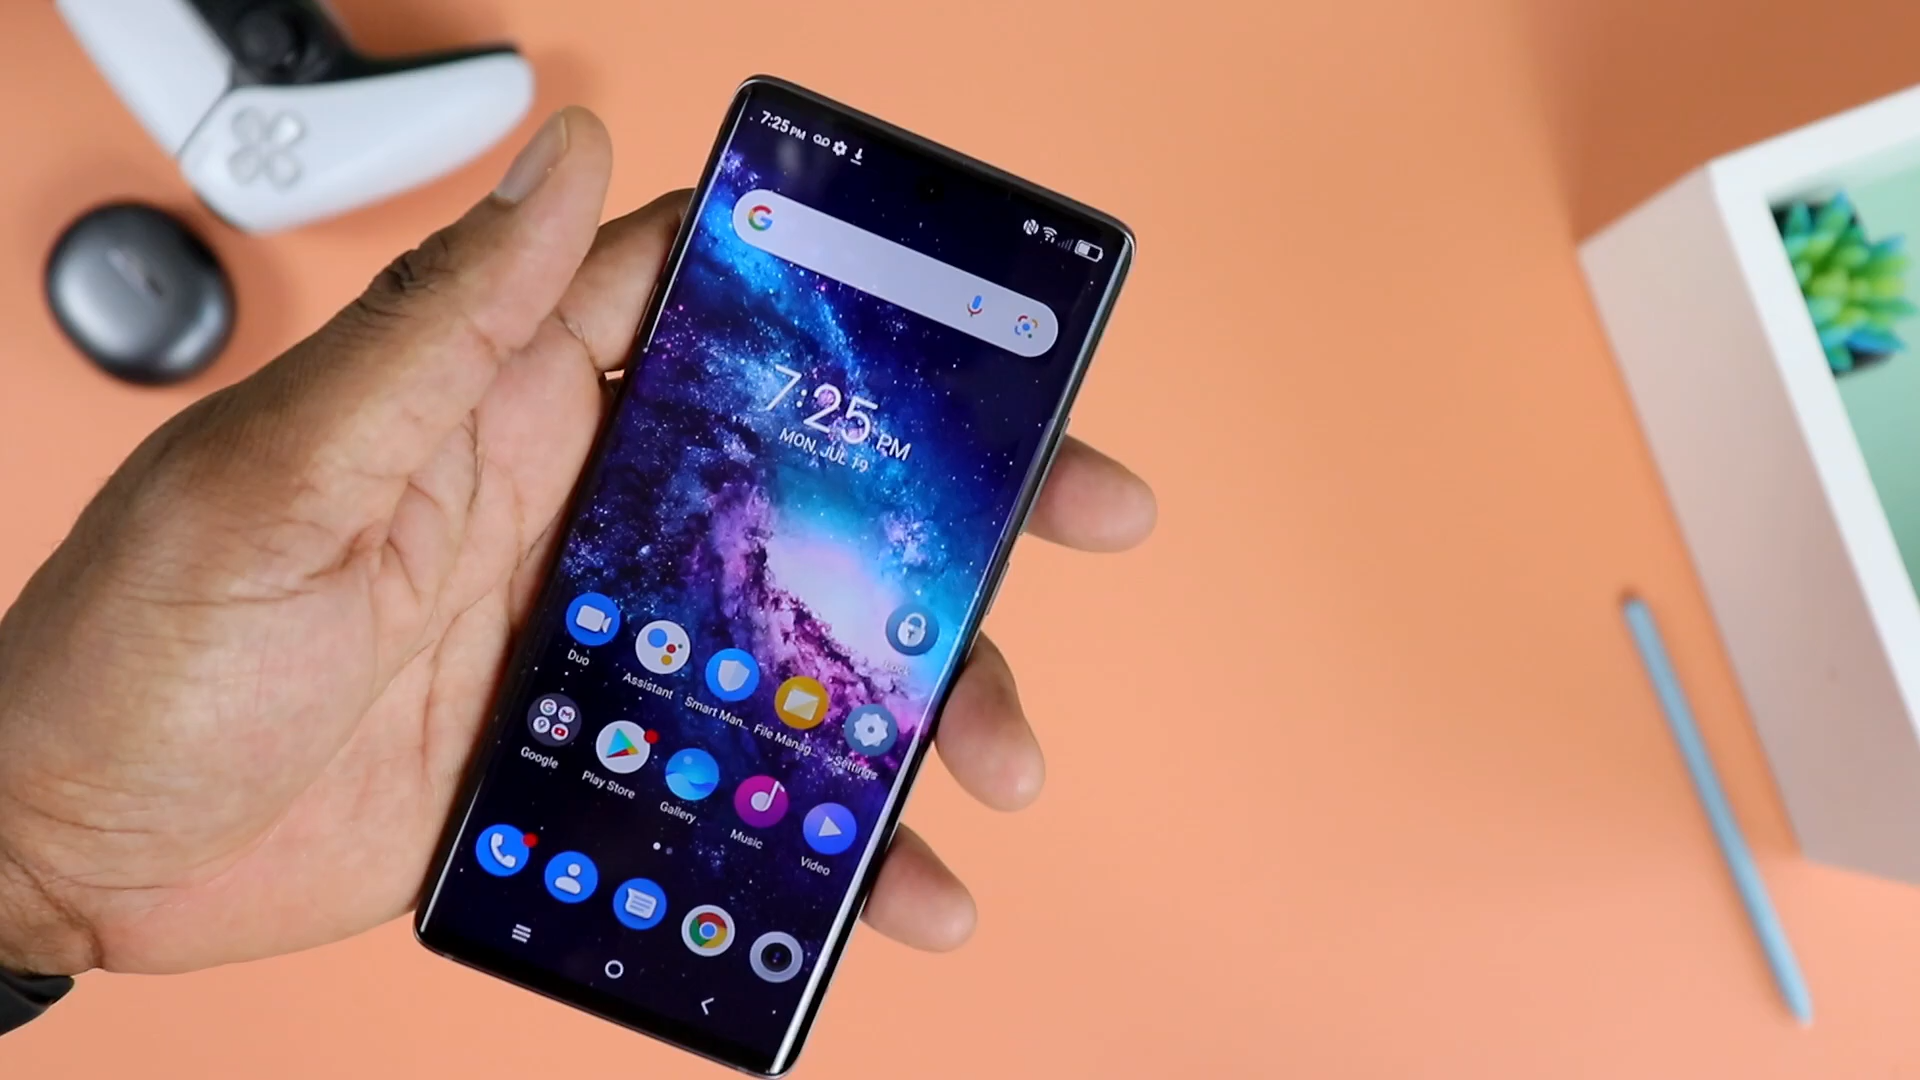 7:25 PM
7:25 PM
MON, JUL 19
Lock
Duo
Assistant
Smart Man...
File Manag...
Settings
Google
Play Store
Gallery
Music
Video